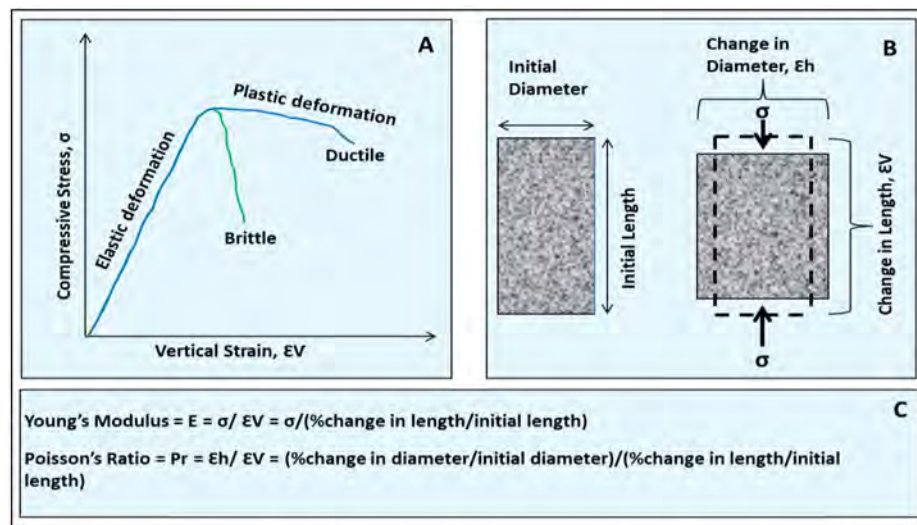 A
Compressive Stress, σ
Elastic deformation
Plastic deformation
Ductile
Brittle
Vertical Strain, ƐV
B
Initial
Diameter
Change in
Diameter, Ɛh
σ
Initial Length
Change in Length, ƐV
σ
C
Young's Modulus = E = σ/ ƐV = σ/(%change in length/initial length)
Poisson's Ratio = Pr = Ɛh/ ƐV = (%change in diameter/initial diameter)/(%change in length/initial
length)